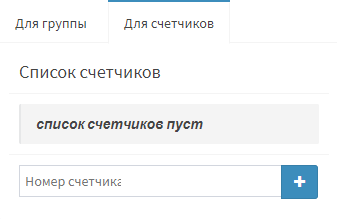 Для группы Для счетчиков
Список счетчиков
список счетчиков пуст
Номер счетчика